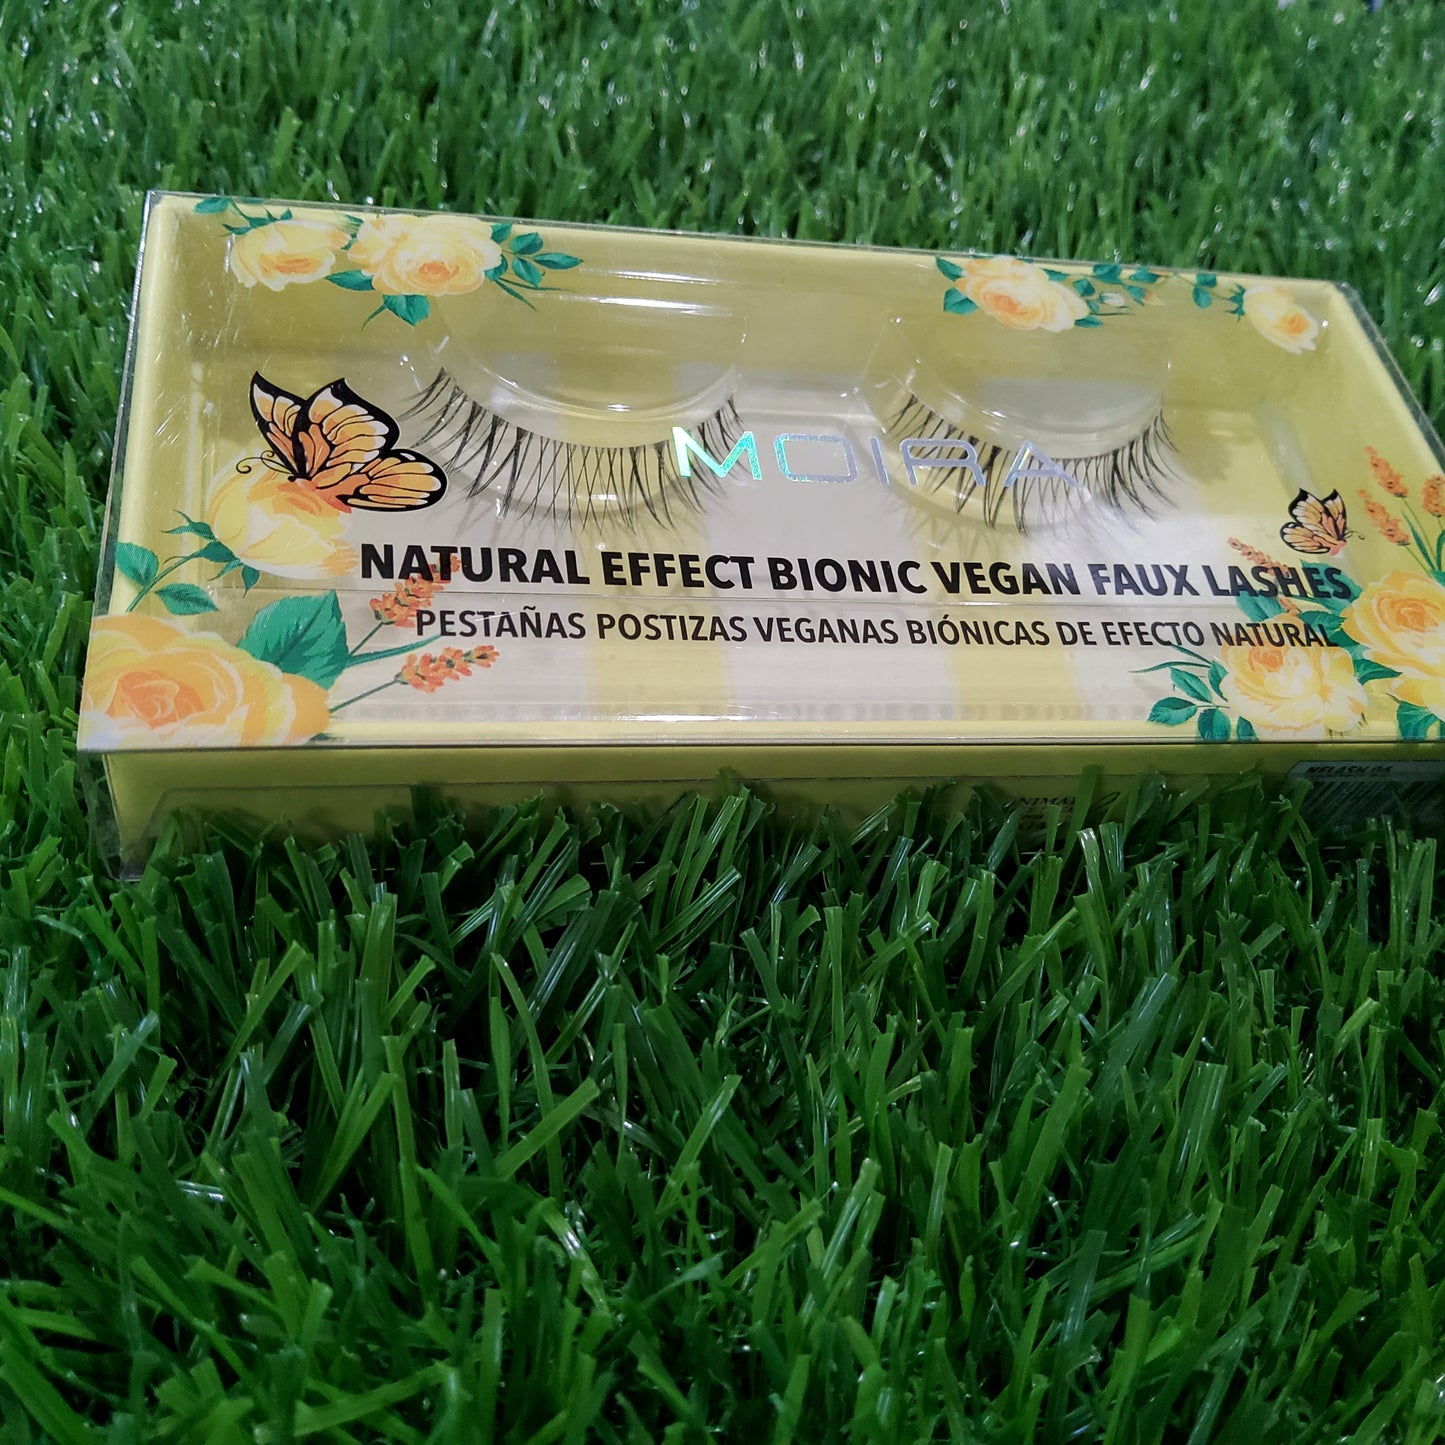 MOIRA
NATURAL EFFECT BIONIC VEGAN FAUX LASHES
PESTAÑAS POSTIZAS VEGANAS BIÓNICAS DE EFECTO NATURAL